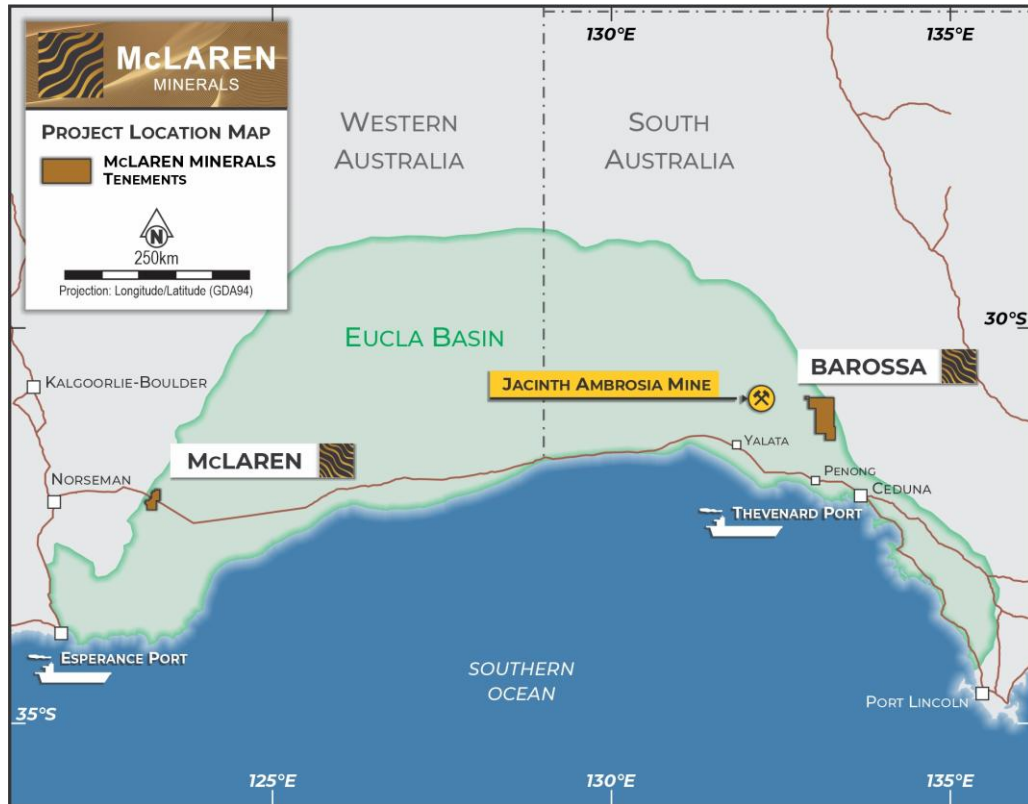 McLAREN
MINERALS
PROJECT LOCATION MAP
McLAREN MINERALS
TENEMENTS
N
250km
Projection: Longitude/Latitude (GDA94)
130°E
135°E
WESTERN
AUSTRALIA
SOUTH
AUSTRALIA
30°S
EUCLA BASIN
BAROSSA
KALGOORLIE-BOULDER
JACINTH AMBROSIA MINE
YALATA
McLAREN
NORSEMAN
PENONG
CEDUNA
THEVENARD PORT
ESPERANCE PORT
SOUTHERN
OCEAN
PORT LINCOLN
35°S
125°E
130°E
135°E